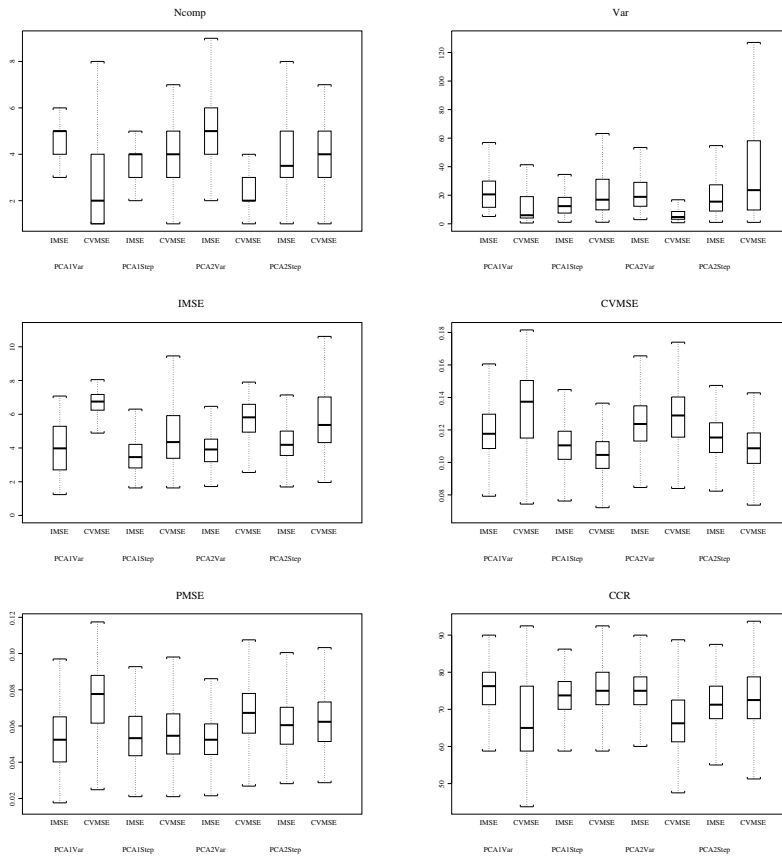 Ncomp
8
6
4
2
IMSE CVMSE IMSE CVMSE IMSE CVMSE IMSE CVMSE
PCA1Var PCA1Step PCA2Var PCA2Step
Var
120
100
80
60
40
20
0
IMSE CVMSE IMSE CVMSE IMSE CVMSE IMSE CVMSE
PCA1Var PCA1Step PCA2Var PCA2Step
IMSE
10
8
6
4
2
0
IMSE CVMSE IMSE CVMSE IMSE CVMSE IMSE CVMSE
PCA1Var PCA1Step PCA2Var PCA2Step
CVMSE
0.18
0.16
0.14
0.12
0.10
0.08
IMSE CVMSE IMSE CVMSE IMSE CVMSE IMSE CVMSE
PCA1Var PCA1Step PCA2Var PCA2Step
PMSE
0.12
0.10
0.08
0.06
0.04
0.02
IMSE CVMSE IMSE CVMSE IMSE CVMSE IMSE CVMSE
PCA1Var PCA1Step PCA2Var PCA2Step
CCR
90
80
70
60
50
IMSE CVMSE IMSE CVMSE IMSE CVMSE IMSE CVMSE
PCA1Var PCA1Step PCA2Var PCA2Step